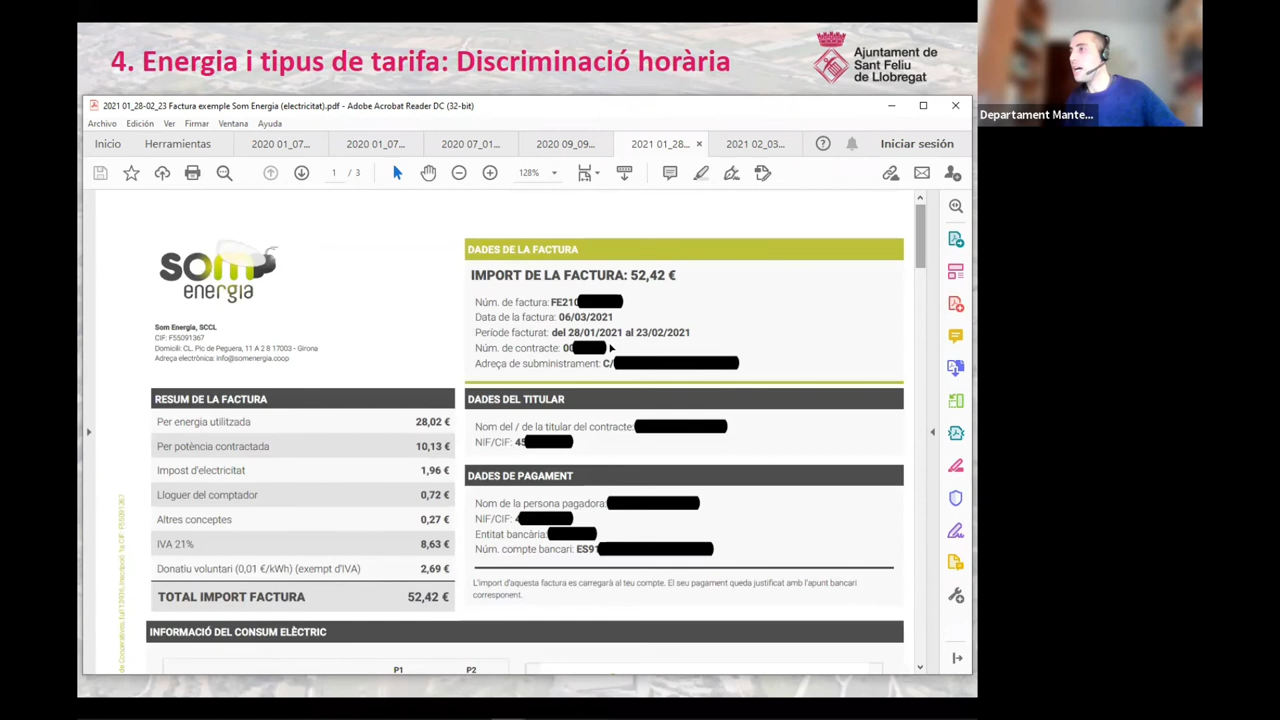 4. Energia i tipus de tarifa: Discriminació horària
Ajuntament de
Sant Feliu
de Llobregat
Departament Mante...
2021 01_28-02_23 Factura exemple Som Energia (electricitat).pdf - Adobe Acrobat Reader DC (32-bit)
Archivo Edición Ver Firmar Ventana Ayuda
Inicio Herramientas 2020 01_07... 2020 01_07... 2020 07_01... 2020 09_09... 2021 01_28... × 2021 02_03... Iniciar sesión
1 / 3 128%
som
energia
Som Energia, SCCL
CIF: F55091367
Domicili: CL. Pic de Peguera, 11 A 2 8 17003 - Girona
Adreça electrònica: info@somenergia.coop
DADES DE LA FACTURA
IMPORT DE LA FACTURA: 52,42 €
Núm. de factura: FE210
Data de la factura: 06/03/2021
Període facturat: del 28/01/2021 al 23/02/2021
Núm. de contracte: 00
Adreça de subministrament: C/
RESUM DE LA FACTURA
Per energia utilitzada 28,02 €
Per potència contractada 10,13 €
Impost d'electricitat 1,96 €
Lloguer del comptador 0,72 €
Altres conceptes 0,27 €
IVA 21% 8,63 €
Donatiu voluntari (0,01 €/kWh) (exempt d'IVA) 2,69 €
TOTAL IMPORT FACTURA 52,42 €
DADES DEL TITULAR
Nom del / de la titular del contracte:
NIF/CIF: 45
DADES DE PAGAMENT
Nom de la persona pagadora:
NIF/CIF: 4
Entitat bancària:
Núm. compte bancari: ES91
L'import d'aquesta factura es carregarà al teu compte. El seu pagament queda justificat amb l'apunt bancari
corresponent.
INFORMACIÓ DEL CONSUM ELÈCTRIC
P1 P2